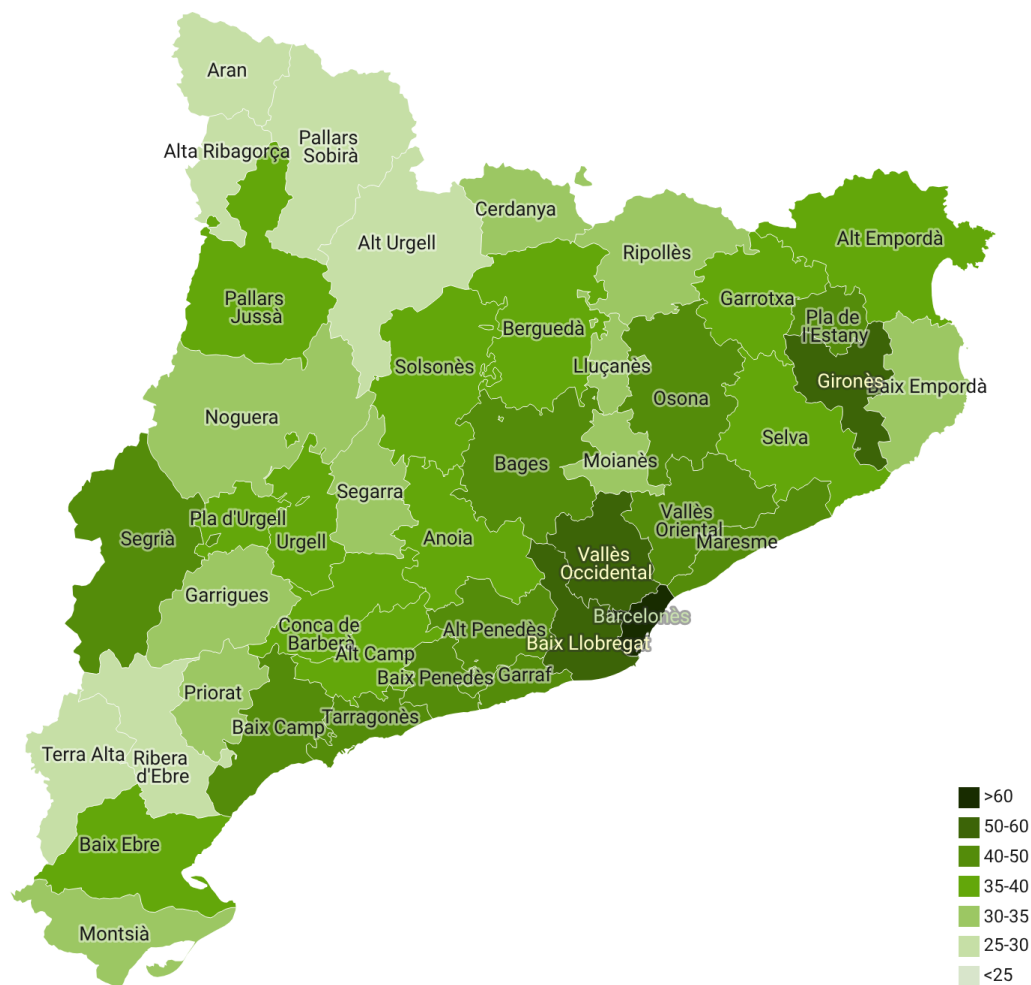 Aran
Pallars
Sobirà
Alta Ribagorça
Cerdanya
Alt Urgell
Ripollès
Alt Empordà
Pallars
Jussà
Garrotxa
Pla de
l'Estany
Berguedà
Solsonès
Lluçanès
Gironès
Baix Empordà
Osona
Noguera
Selva
Bages
Moianès
Segarra
Vallès
Oriental
Pla d'Urgell
Segrià
Urgell
Anoia
Maresme
Vallès
Occidental
Garrigues
Barcelonès
Conca de
Barberà
Alt Penedès
Baix Llobregat
Alt Camp
Baix Penedès
Garraf
Priorat
Tarragonès
Baix Camp
Terra Alta
Ribera
d'Ebre
Baix Ebre
Montsià
>60
50-60
40-50
35-40
30-35
25-30
<25